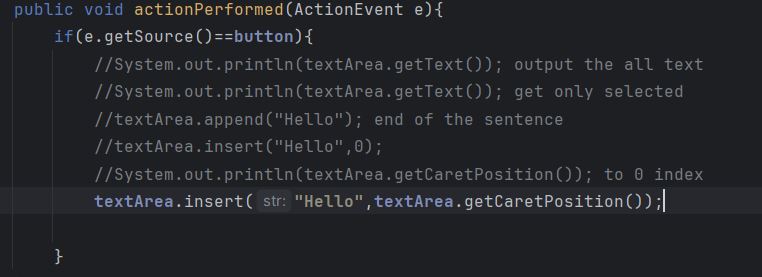 public void actionPerformed(ActionEvent e){
if(e.getSource()==button){
//System.out.println(textArea.getText()); output the all text
//System.out.println(textArea.getText()); get only selected
//textArea.append("Hello"); end of the sentence
//textArea.insert("Hello",0);
//System.out.println(textArea.getCaretPosition()); to 0 index
textArea.insert( str: "Hello",textArea.getCaretPosition());
}